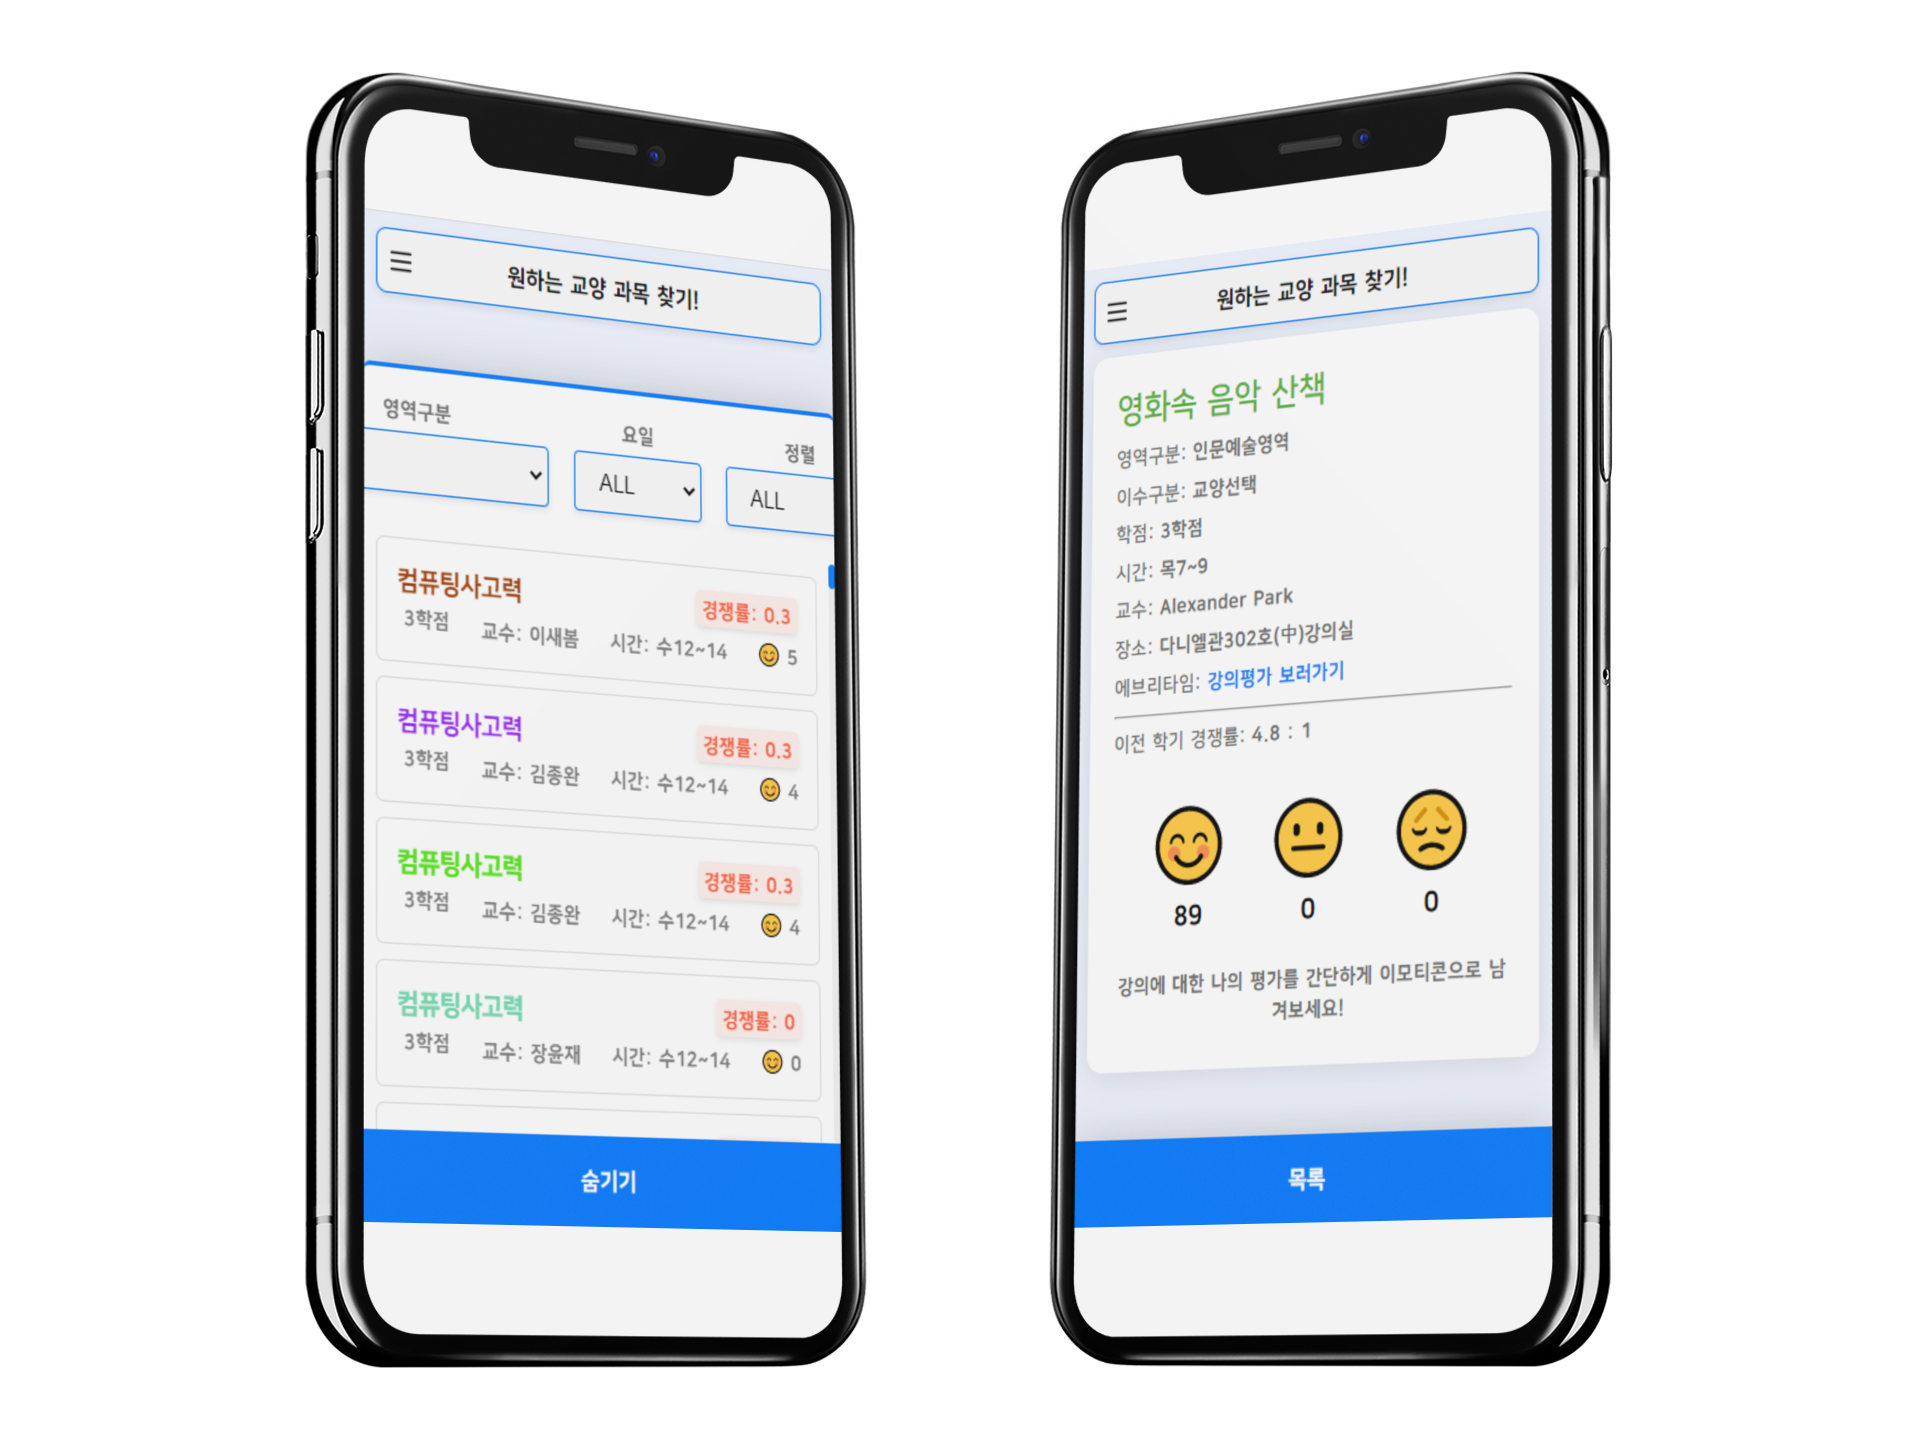 원하는 교양 과목 찾기!
영역구분
요일
정렬
ALL
ALL
컴퓨팅사고력
경쟁률: 0.3
3학점 교수: 이새봄 시간: 수12~14 5
컴퓨팅사고력
경쟁률: 0.3
3학점 교수: 김종완 시간: 수12~14 4
컴퓨팅사고력
경쟁률: 0.3
3학점 교수: 김종완 시간: 수12~14 4
컴퓨팅사고력
경쟁률: 0
3학점 교수: 장윤재 시간: 수12~14 0
숨기기
원하는 교양 과목 찾기!
영화속 음악 산책
영역구분: 인문예술영역
이수구분: 교양선택
학점: 3학점
시간: 목7~9
교수: Alexander Park
장소: 다니엘관302호(中)강의실
에브리타임: 강의평가 보러가기
이전 학기 경쟁률: 4.8 : 1
89 0 0
강의에 대한 나의 평가를 간단하게 이모티콘으로 남
겨보세요!
목록